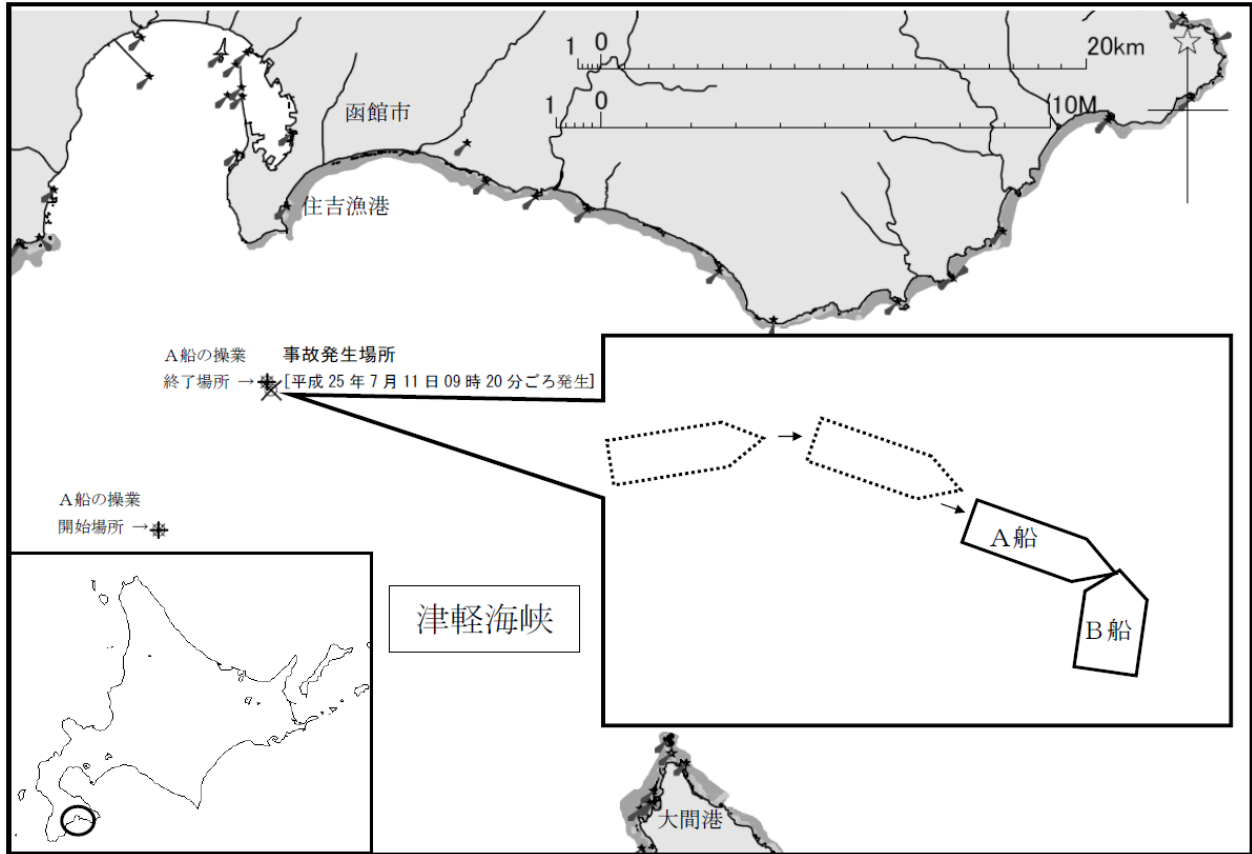 1 0 20km
1 0 10M
函館市
住吉漁港
A船の操業
終了場所 →
事故発生場所
[平成 25 年 7 月 11 日 09 時 20 分ごろ発生]
A船の操業
開始場所 →
A船
B船
津軽海峡
大間港